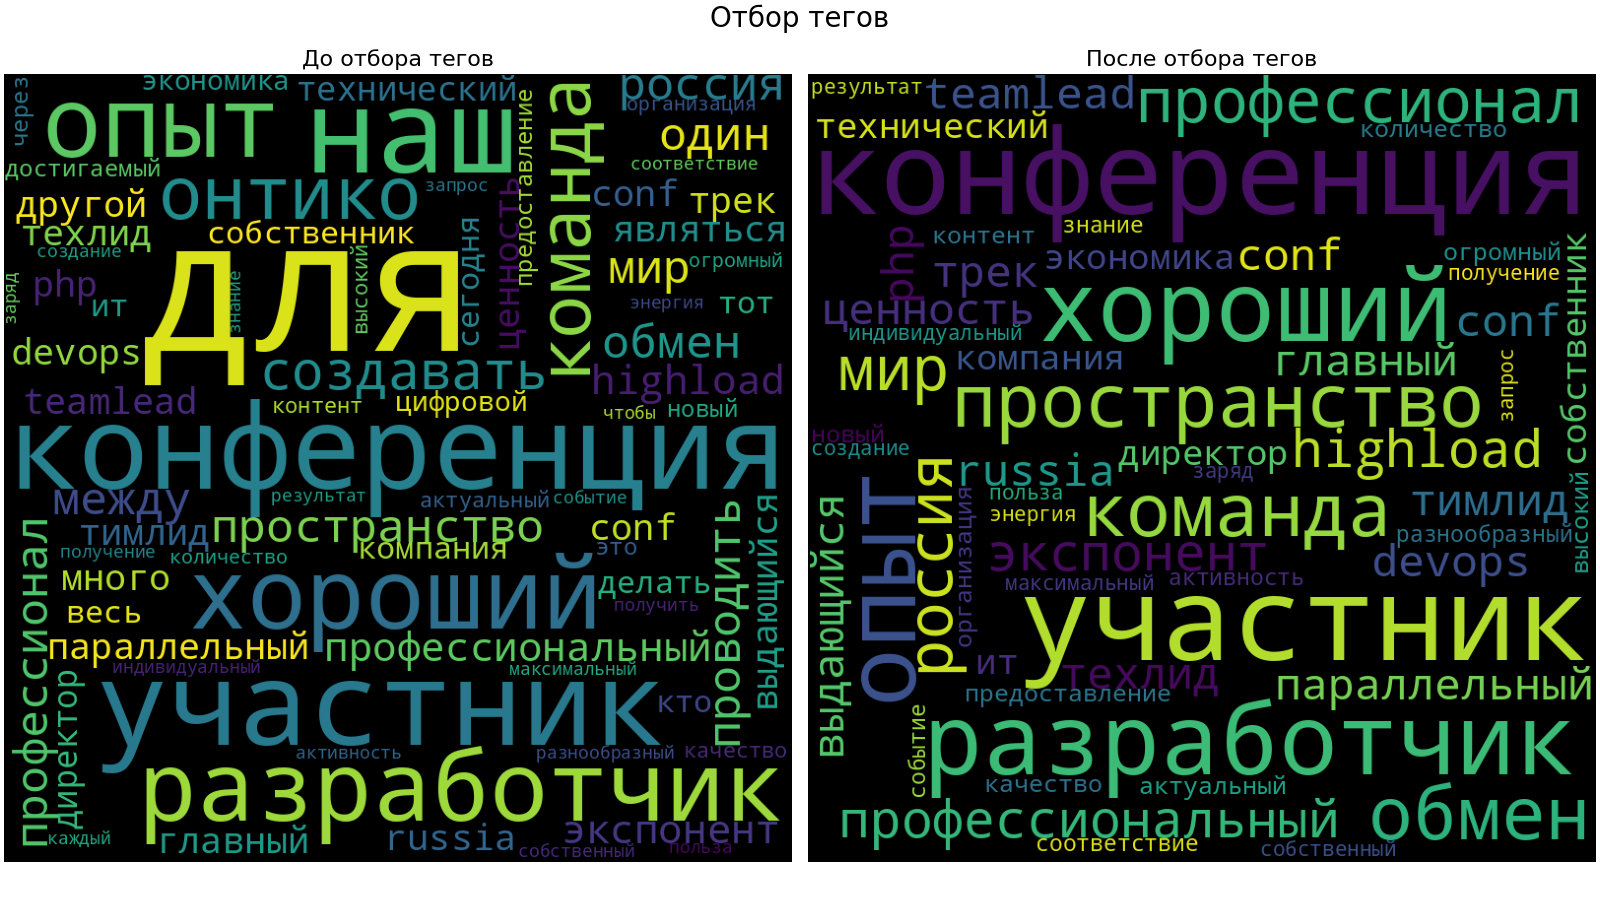 Отбор тегов
До отбора тегов
экономика
технический
россия
через
опыт
наш
команда
организация
один
предоставление
соответствие
достигаемый
онтико
запрос
ценность
conf
трек
другой
техлид
собственник
сегодня
являться
создание
для
высокий
мир
огромный
заряд
php
ит
знание
энергия
тот
devops
обмен
создавать
highload
teamlead
контент
цифровой
чтобы
новый
конференция
между
результат
актуальный
событие
тимлид
пространство
conf
проводить
выдающийся
профессионал
получение
количество
компания
это
много
хороший
делать
весь
получить
параллельный
профессиональный
индивидуальный
максимальный
директор
участник
кто
активность
разнообразный
качество
разработчик
каждый
главный
russia
экспонент
собственный
польза
После отбора тегов
результат
teamlead
профессионал
технический
количество
конференция
знание
php
контент
трек
экономика
conf
огромный
получение
собственник
ценность
индивидуальный
хороший
conf
мир
компания
главный
пространство
запрос
новый
создание
директор
highload
россия
russia
заряд
опыт
выдающийся
организация
польза
энергия
команда
тимлид
высокий
разнообразный
экспонент
devops
максимальный
активность
участник
ит
техлид
предоставление
параллельный
событие
разработчик
качество
актуальный
профессиональный
обмен
соответствие
собственный